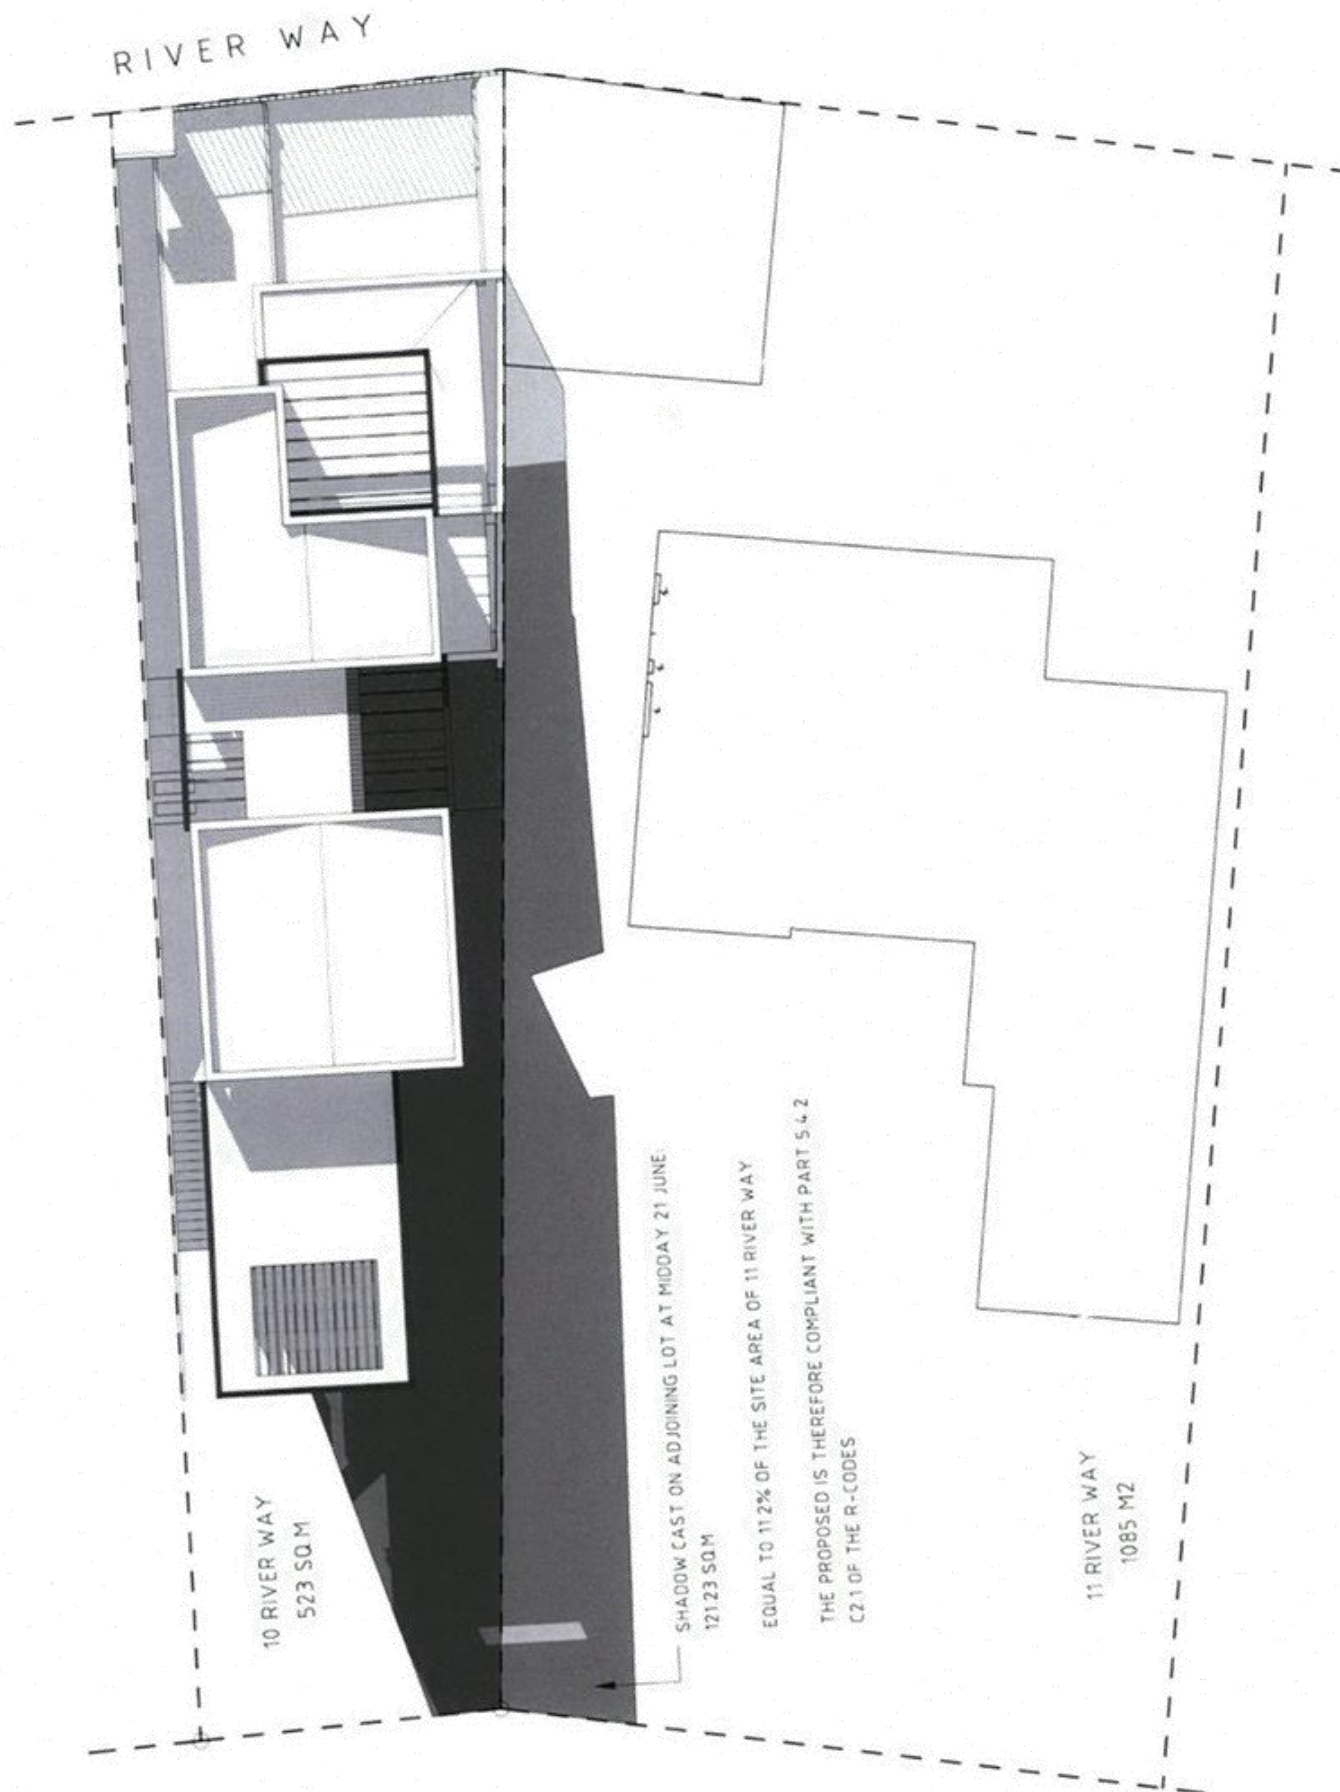 RIVER WAY
10 RIVER WAY
523 SQ.M
SHADOW CAST ON ADJOINING LOT AT MIDDAY 21 JUNE:
121.23 SQ.M
EQUAL TO 11.2% OF THE SITE AREA OF 11 RIVER WAY
THE PROPOSED IS THEREFORE COMPLIANT WITH PART 5.4.2
C2.1 OF THE R-CODES
11 RIVER WAY
1085 M2